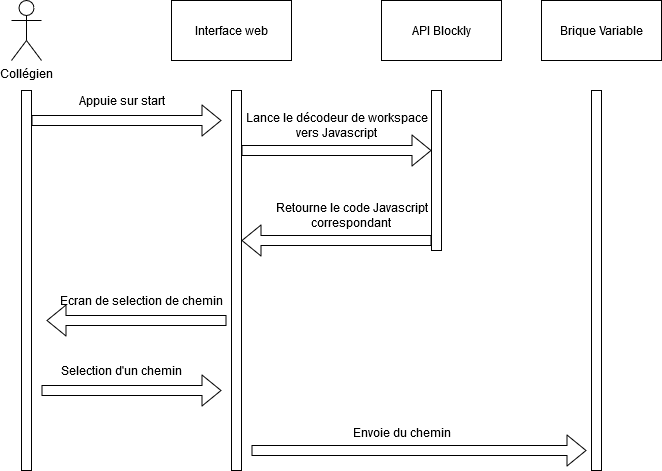 Interface web
API Blockly
Brique Variable
Collégien
Appuie sur start
Lance le décodeur de workspace
vers Javascript
Retourne le code Javascript
correspondant
Ecran de selection de chemin
Selection d'un chemin
Envoie du chemin